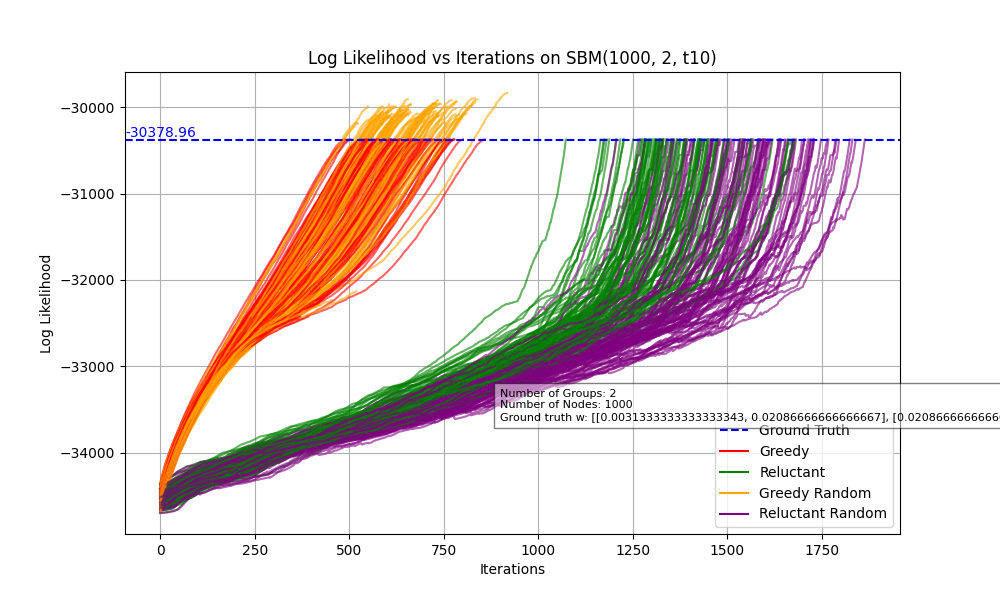 Log Likelihood vs Iterations on SBM(1000, 2, t10)
Log Likelihood
−30000
-30378.96
−31000
−32000
−33000
−34000
Number of Groups: 2
Number of Nodes: 1000
Ground truth w: [[0.0031333333333333343, 0.02086666666666667], [0.0208666666666
Ground Truth
Greedy
Reluctant
Greedy Random
Reluctant Random
0 250 500 750 1000 1250 1500 1750
Iterations